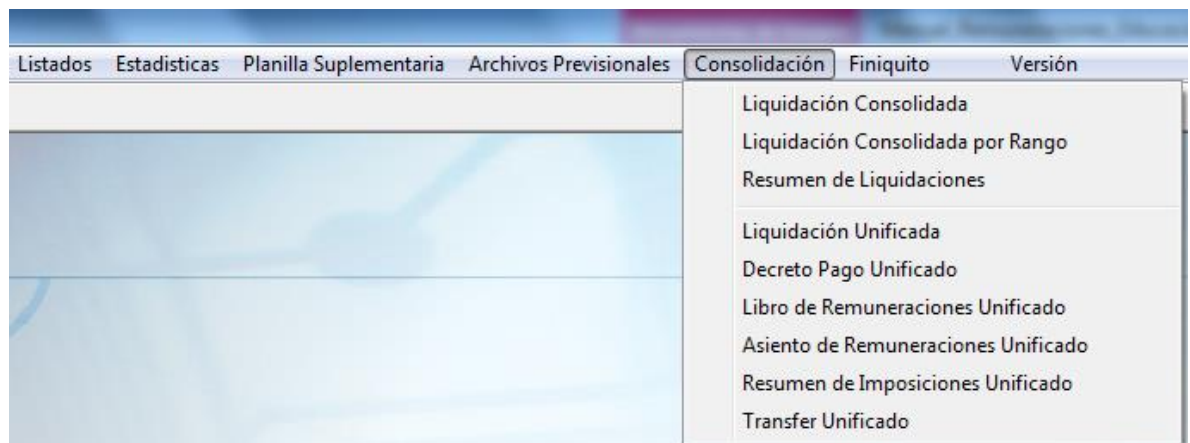 Listados Estadisticas Planilla Suplementaria Archivos Previsionales Consolidación Finiquito Versión
Liquidación Consolidada
Liquidación Consolidada por Rango
Resumen de Liquidaciones
Liquidación Unificada
Decreto Pago Unificado
Libro de Remuneraciones Unificado
Asiento de Remuneraciones Unificado
Resumen de Imposiciones Unificado
Transfer Unificado